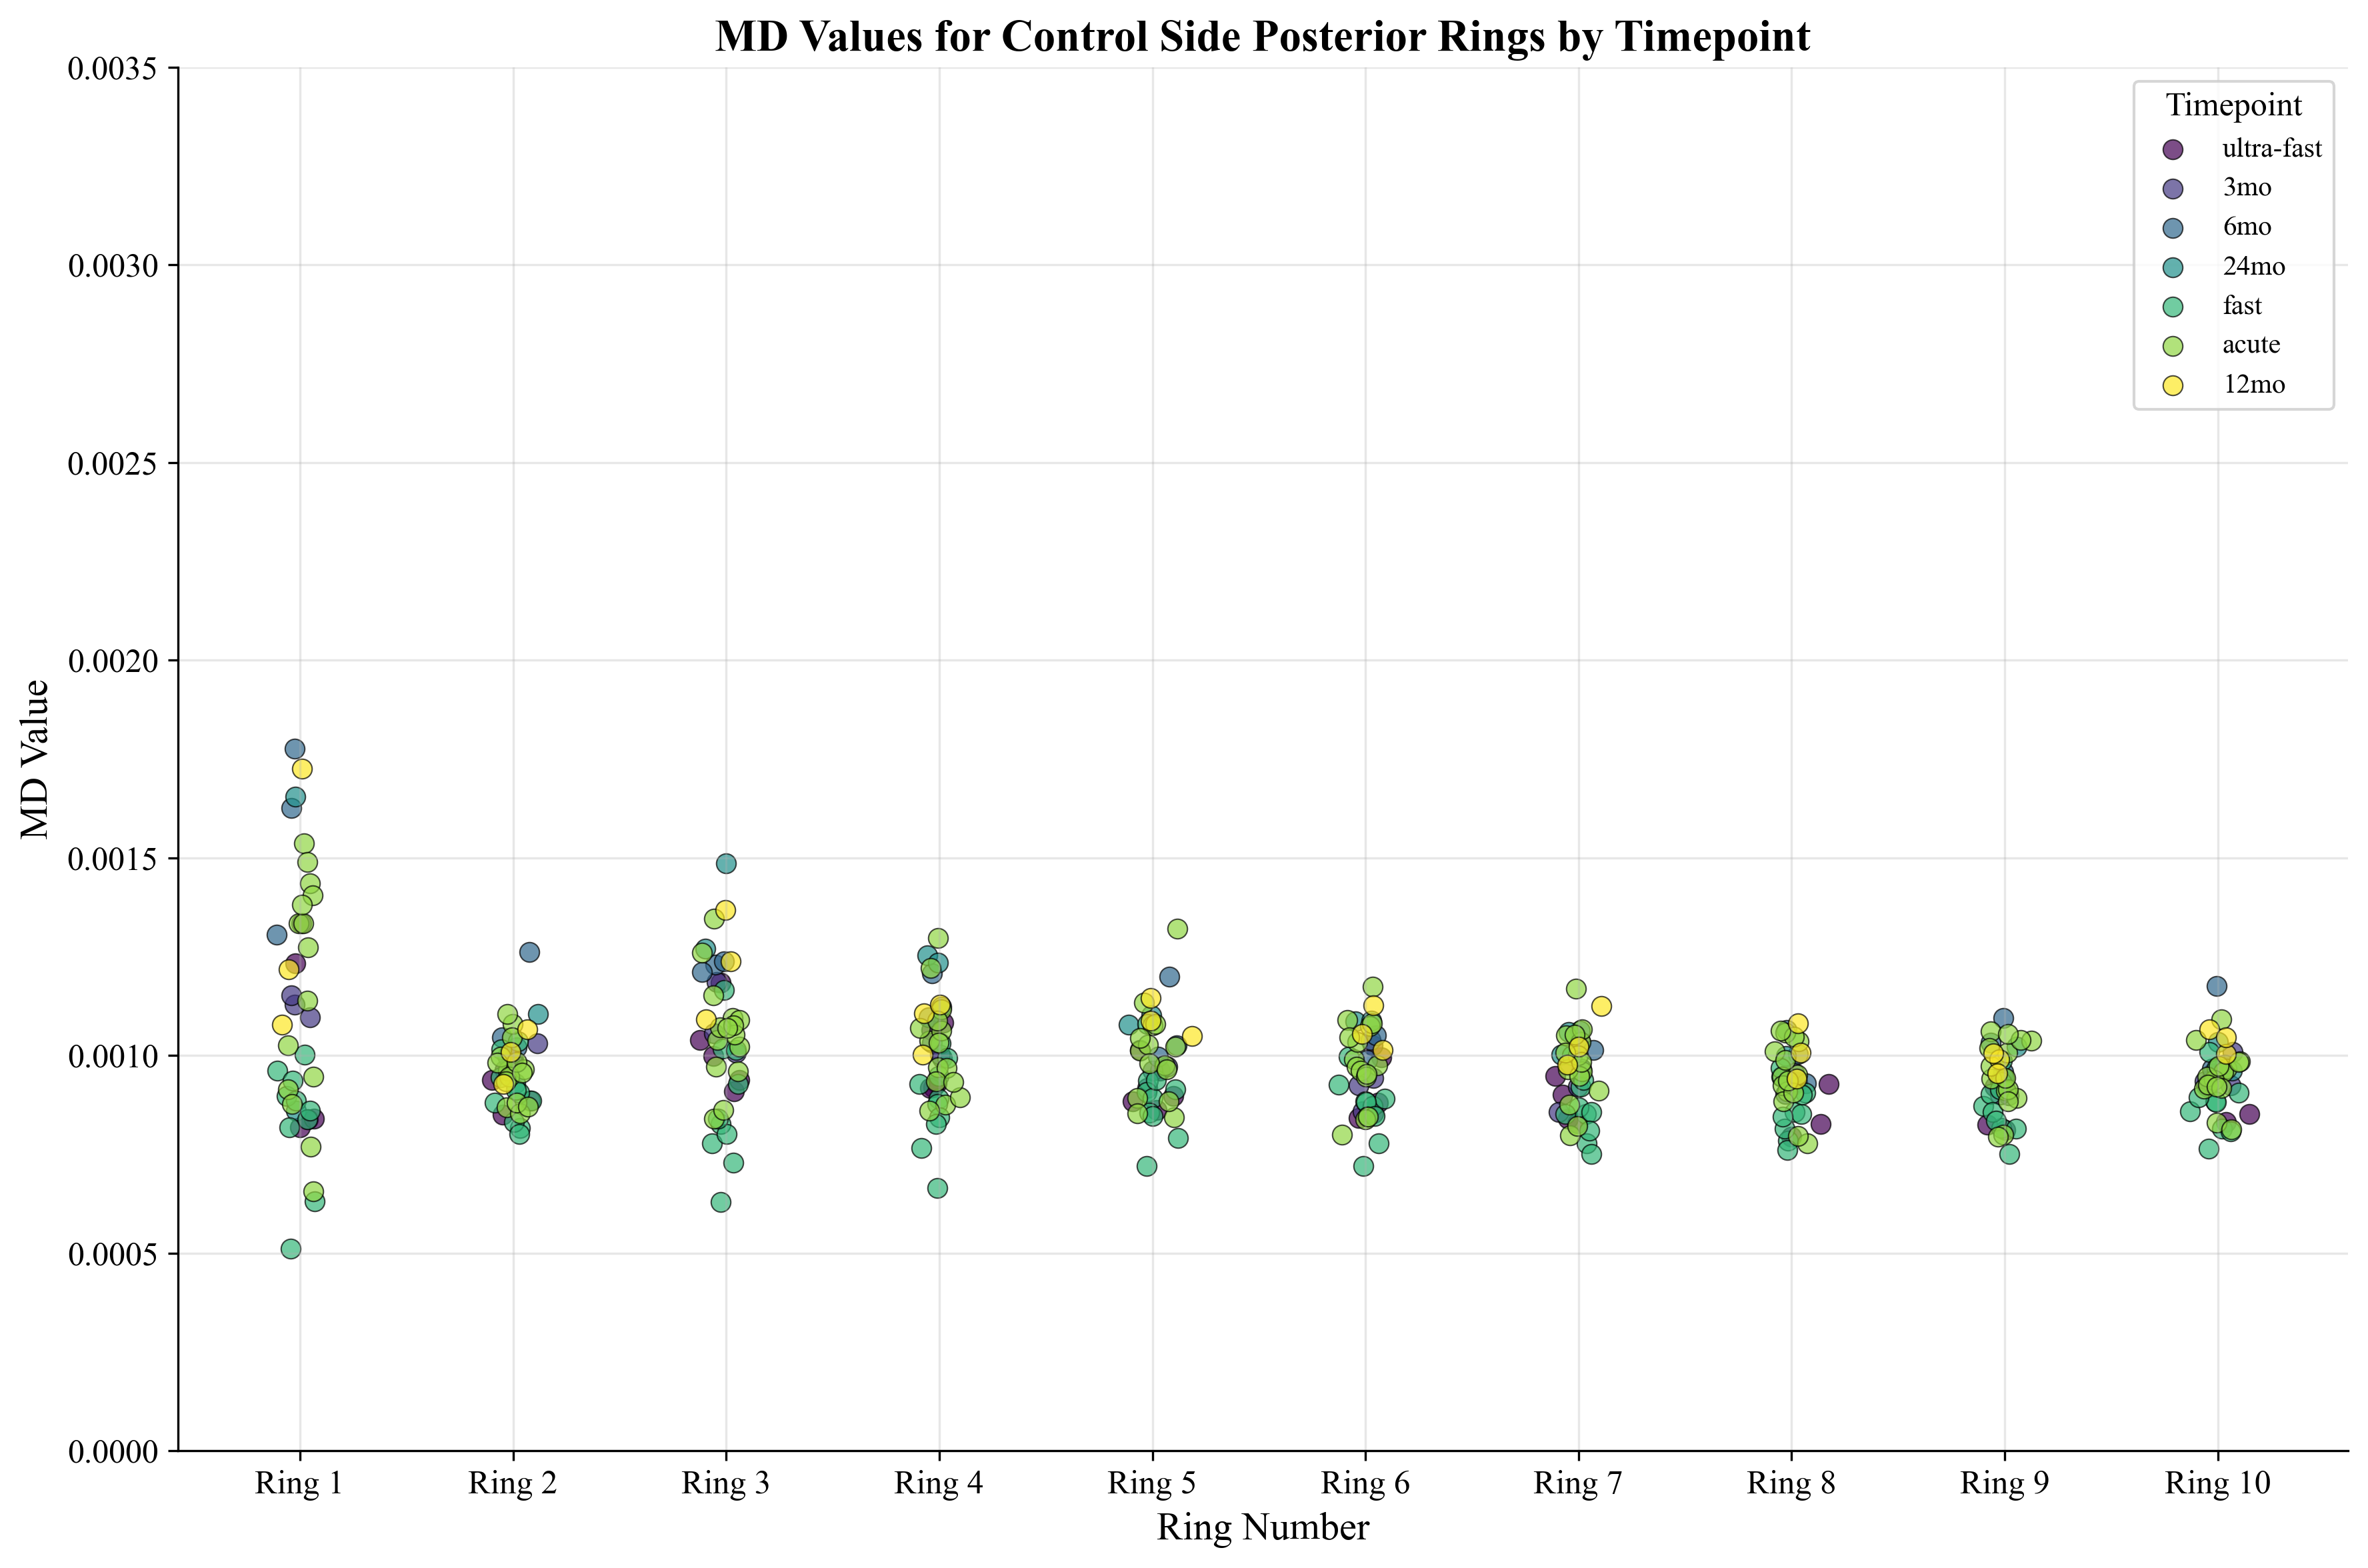 MD Values for Control Side Posterior Rings by Timepoint
0.0035
0.0030
0.0025
0.0020
0.0015
0.0010
0.0005
0.0000
MD Value
Timepoint
ultra-fast
3mo
6mo
24mo
fast
acute
12mo
Ring 1 Ring 2 Ring 3 Ring 4 Ring 5 Ring 6 Ring 7 Ring 8 Ring 9 Ring 10
Ring Number